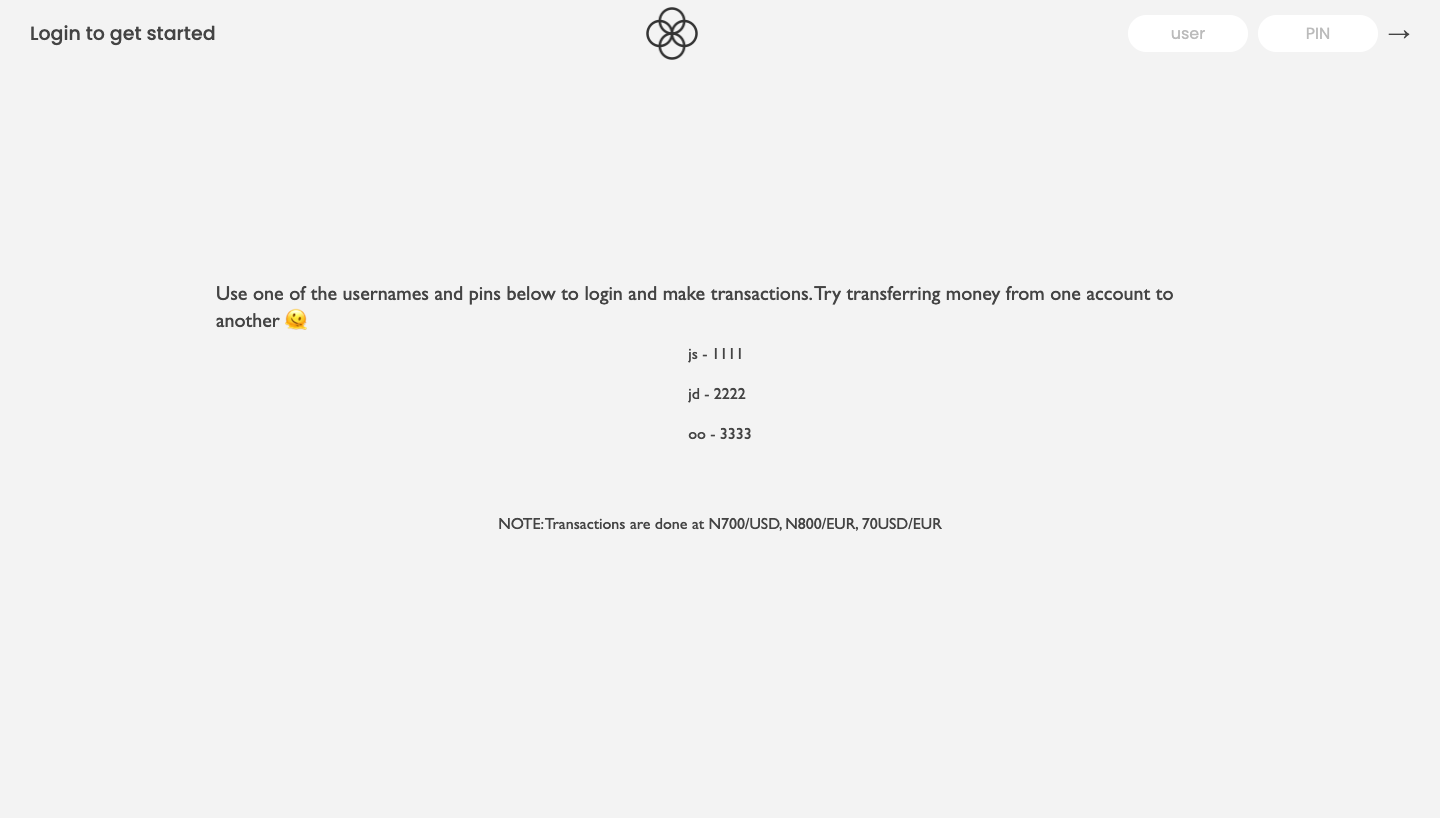 Login to get started
user
PIN
→
Use one of the usernames and pins below to login and make transactions. Try transferring money from one account to
another 🫠
js - 1111
jd - 2222
oo - 3333
NOTE: Transactions are done at N700/USD, N800/EUR, 70USD/EUR